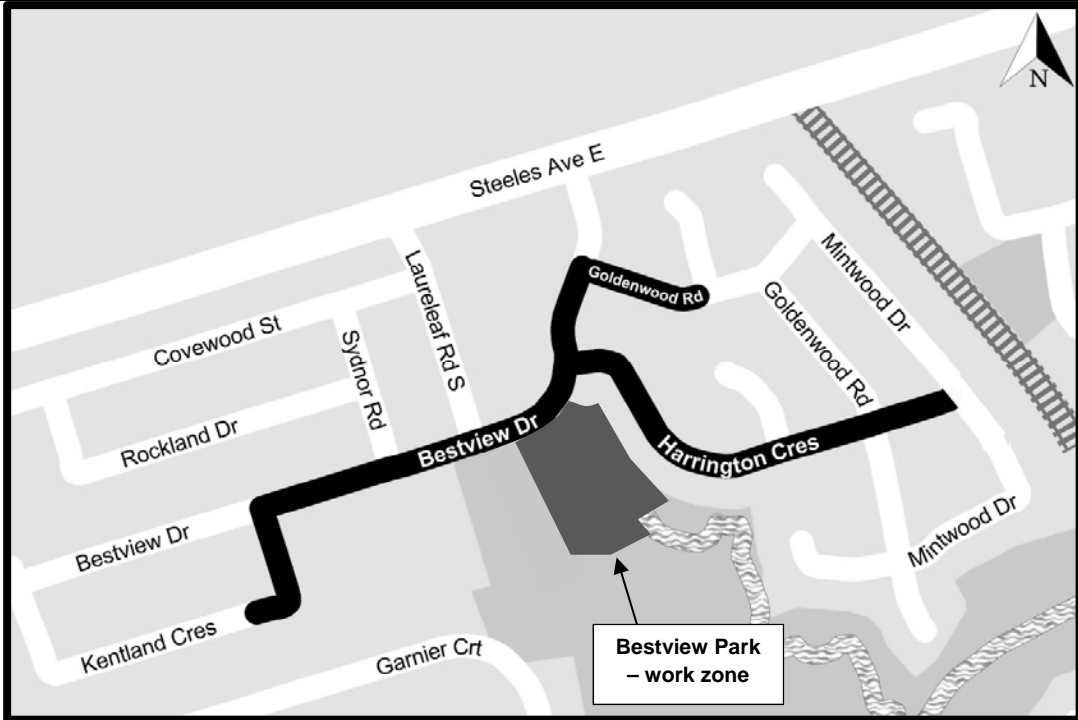 N
Steeles Ave E
Laureleaf Rd S
Goldenwood Rd
Mintwood Dr
Goldenwood Rd
Covewood St
Sydnor Rd
Rockland Dr
Bestview Dr
Harrington Cres
Bestview Dr
Mintwood Dr
Kentland Cres
Garnier Crt
Bestview Park
– work zone